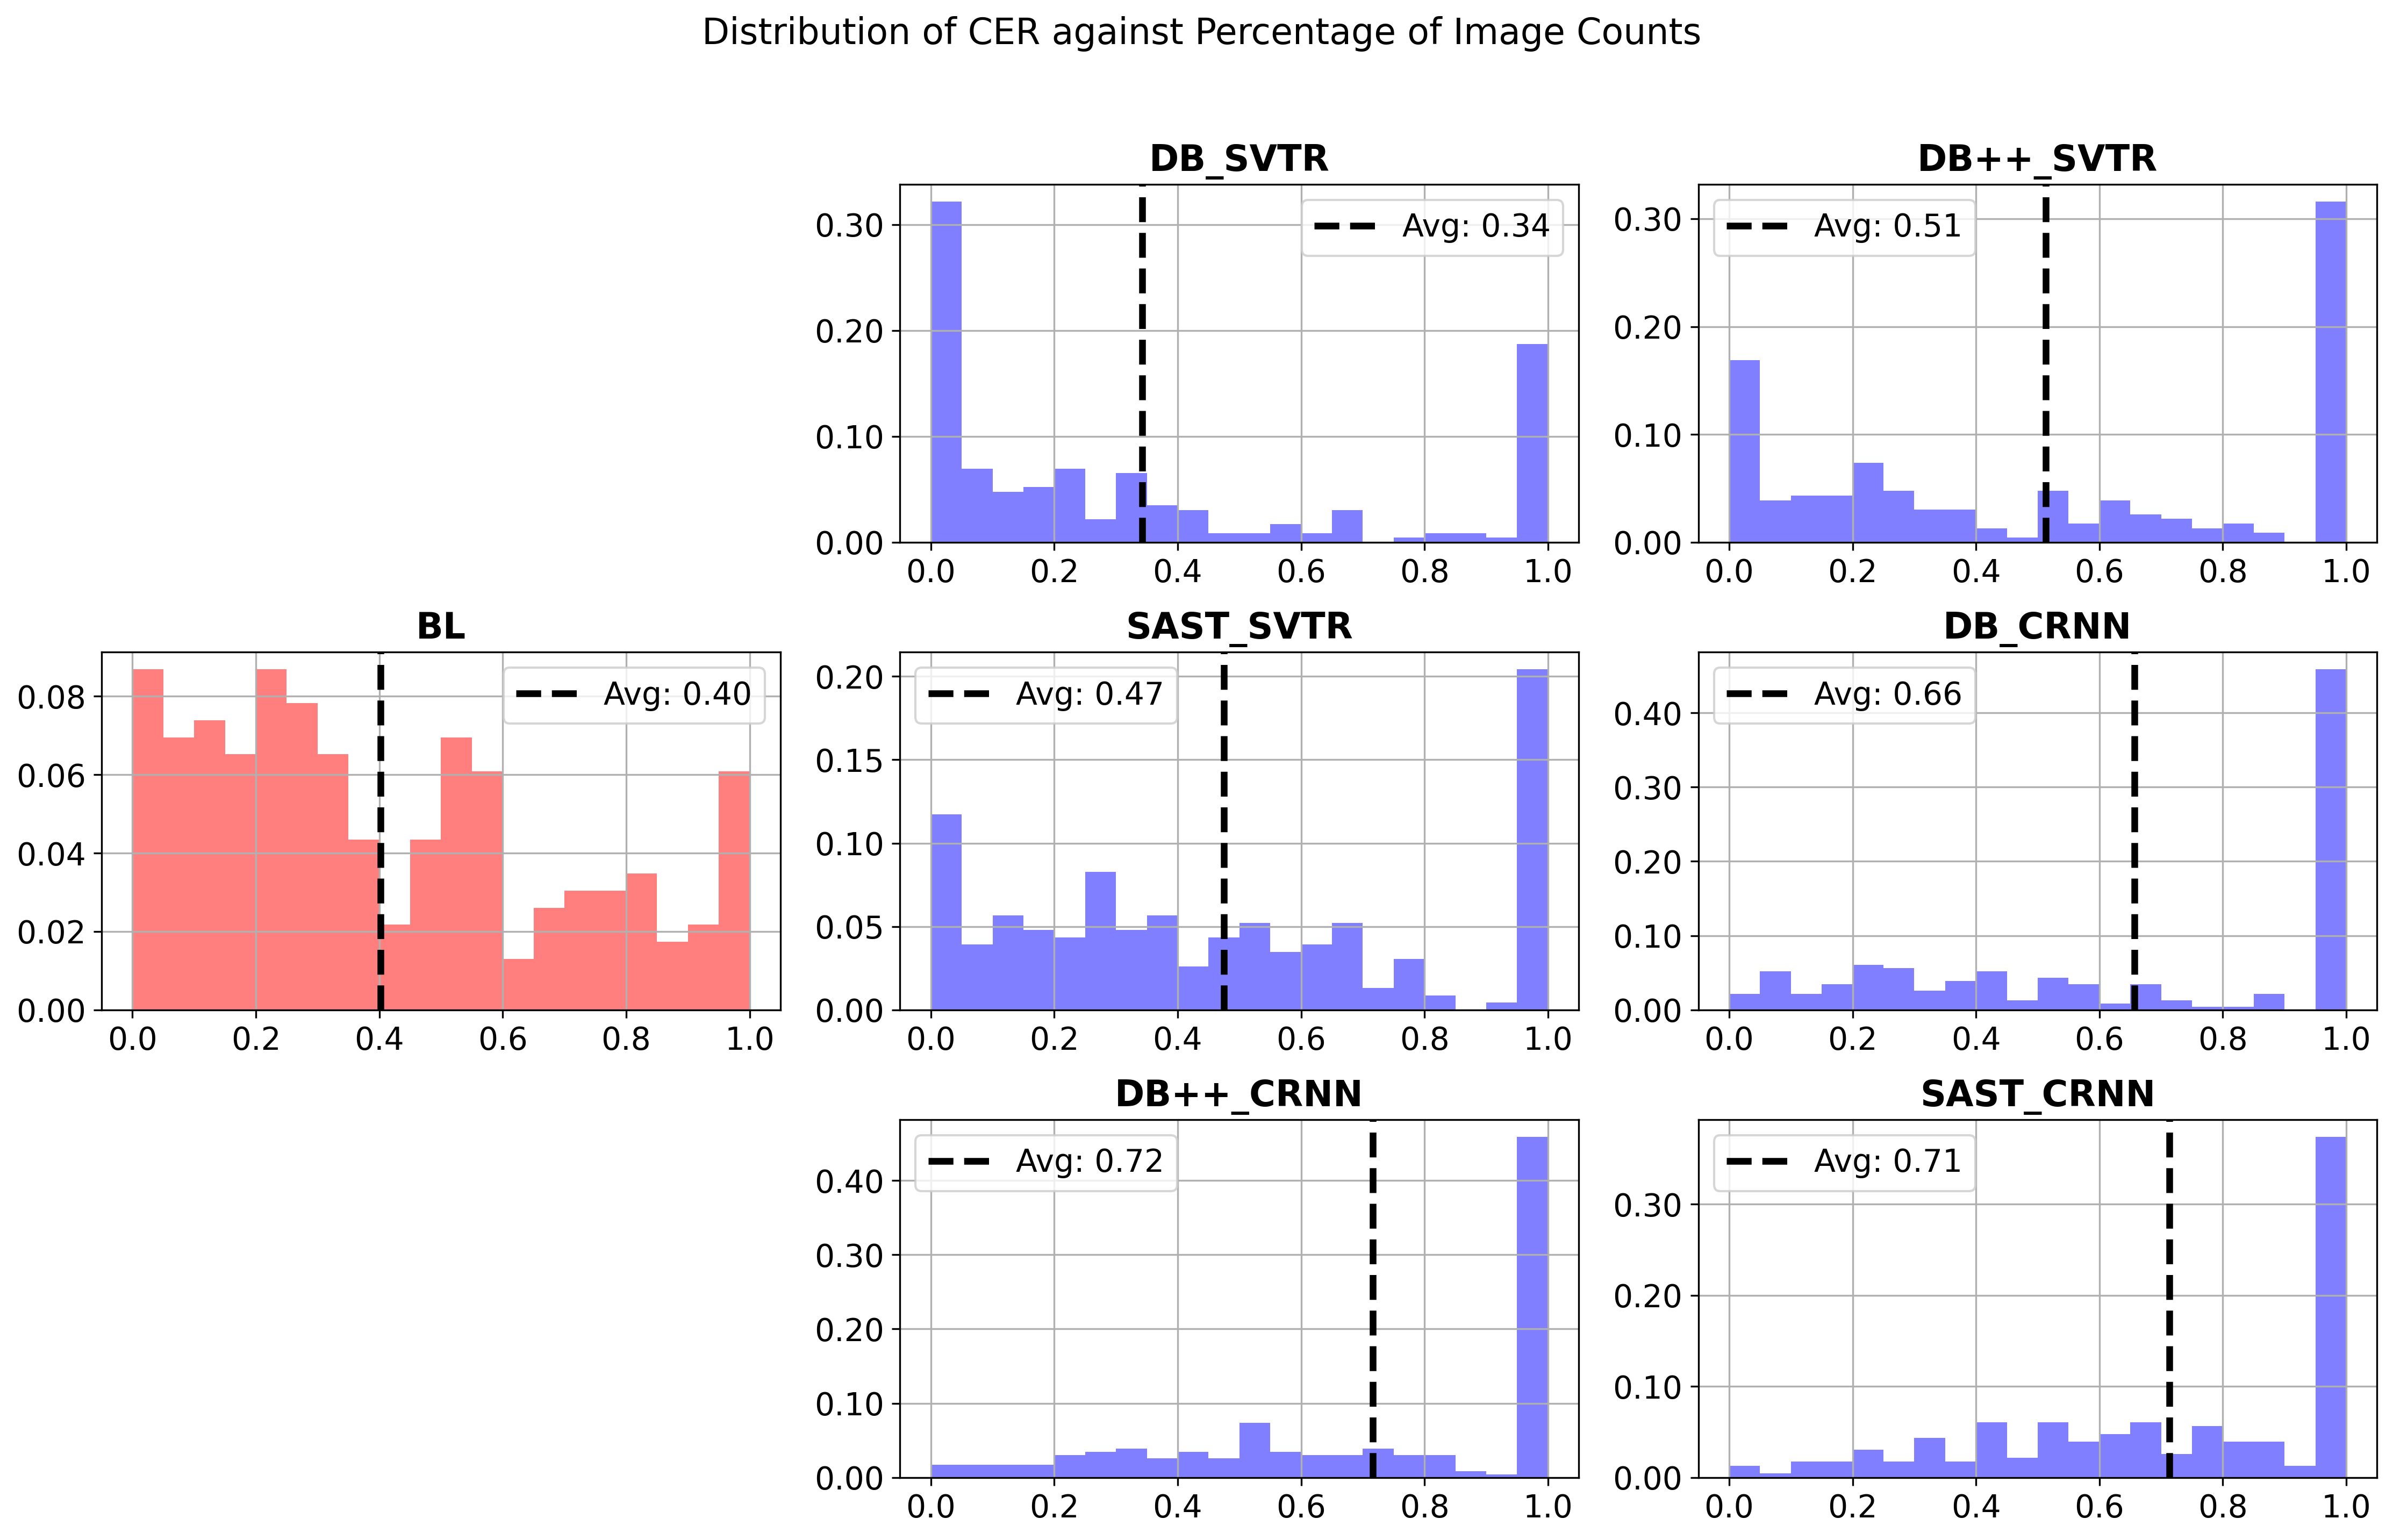 Distribution of CER against Percentage of Image Counts
DB_SVTR
0.30
0.20
0.10
0.00
Avg: 0.34
0.0 0.2 0.4 0.6 0.8 1.0
DB++_SVTR
0.30
0.20
0.10
0.00
Avg: 0.51
0.0 0.2 0.4 0.6 0.8 1.0
BL
0.08
0.06
0.04
0.02
0.00
Avg: 0.40
0.0 0.2 0.4 0.6 0.8 1.0
SAST_SVTR
0.20
0.15
0.10
0.05
0.00
Avg: 0.47
0.0 0.2 0.4 0.6 0.8 1.0
DB_CRNN
0.40
0.30
0.20
0.10
0.00
Avg: 0.66
0.0 0.2 0.4 0.6 0.8 1.0
DB++_CRNN
0.40
0.30
0.20
0.10
0.00
Avg: 0.72
0.0 0.2 0.4 0.6 0.8 1.0
SAST_CRNN
0.30
0.20
0.10
0.00
Avg: 0.71
0.0 0.2 0.4 0.6 0.8 1.0